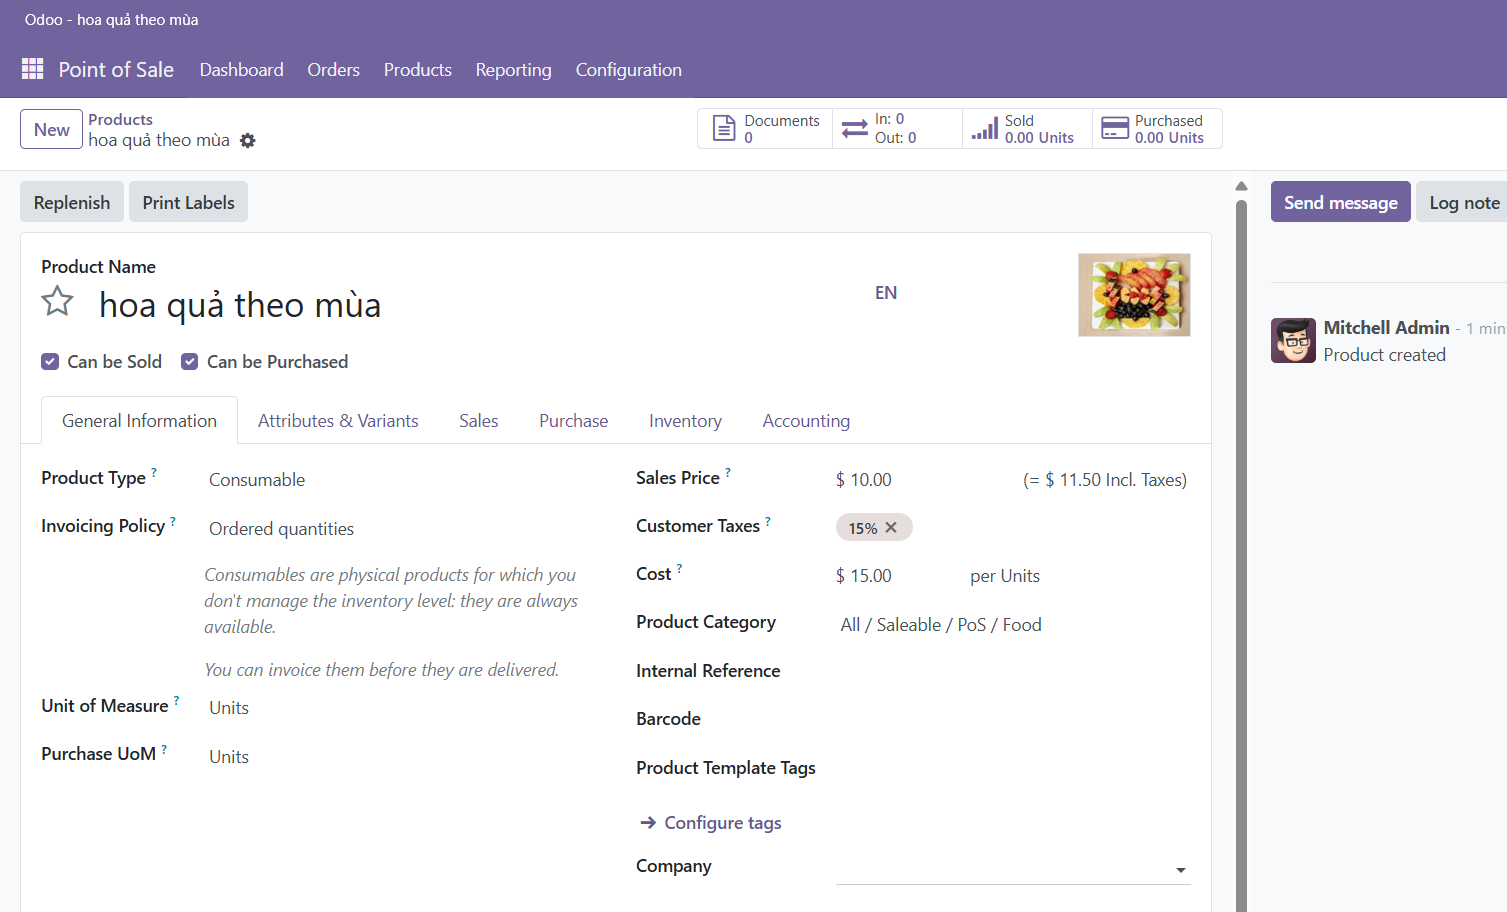 Odoo - hoa quả theo mùa
Point of Sale Dashboard Orders Products Reporting Configuration
New
Products
hoa quả theo mùa
Documents
0
In: 0
Out: 0
Sold
0.00 Units
Purchased
0.00 Units
Replenish Print Labels
Send message Log note
Product Name
hoa quả theo mùa
EN
Can be Sold Can be Purchased
Mitchell Admin - 1 min
Product created
General Information Attributes & Variants Sales Purchase Inventory Accounting
Product Type ? Consumable
Invoicing Policy ? Ordered quantities
Consumables are physical products for which you
don't manage the inventory level: they are always
available.
You can invoice them before they are delivered.
Unit of Measure ? Units
Purchase UoM ? Units
Sales Price ? $ 10.00 (= $ 11.50 Incl. Taxes)
Customer Taxes ? 15%
Cost ? $ 15.00 per Units
Product Category All / Saleable / PoS / Food
Internal Reference
Barcode
Product Template Tags
Configure tags
Company